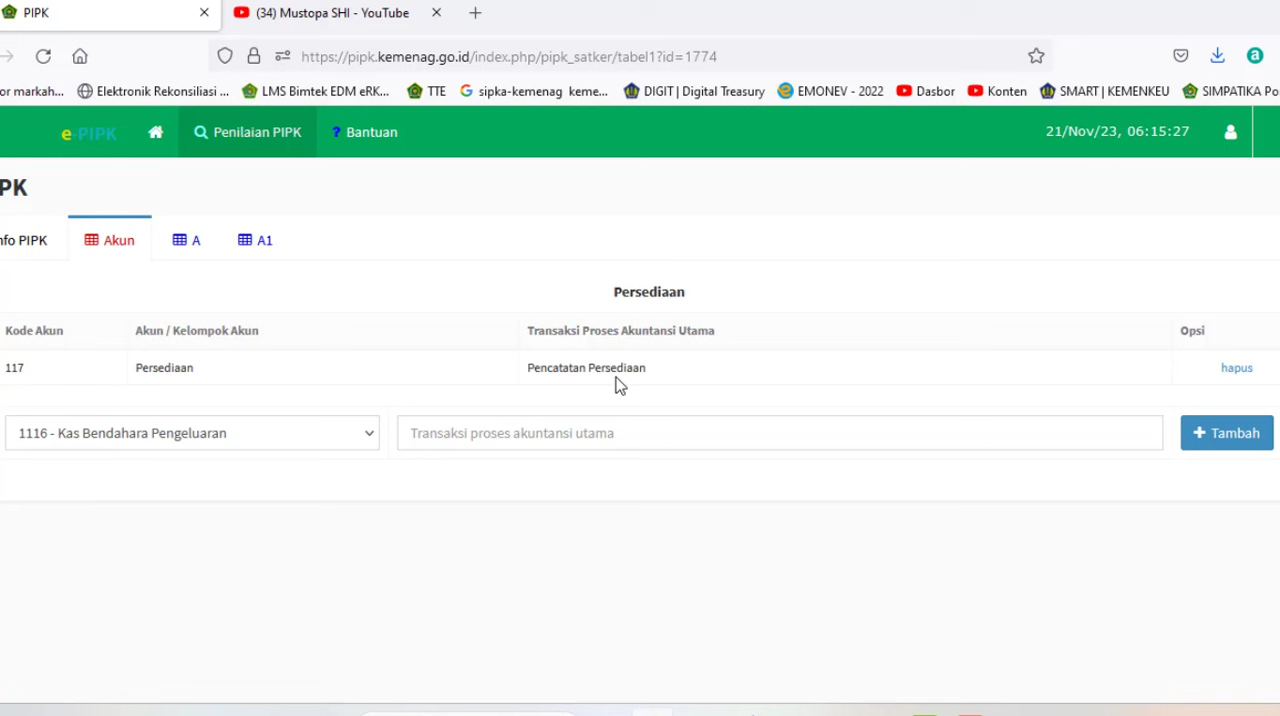 PIPK
(34) Mustopa SHI - YouTube
https://pipk.kemenag.go.id/index.php/pipk_satker/tabel1?id=1774
a
or markah...
Elektronik Rekonsiliasi ...
LMS Bimtek EDM eRK...
TTE
sipka-kemenag keme...
DIGIT | Digital Treasury
EMONEV - 2022
Dasbor
Konten
SMART | KEMENKEU
SIMPATIKA Po
e-PIPK
Penilaian PIPK
? Bantuan
21/Nov/23, 06:15:27
PK
nfo PIPK
Akun
A
A1
Persediaan
Kode Akun
Akun / Kelompok Akun
Transaksi Proses Akuntansi Utama
Opsi
117
Persediaan
Pencatatan Persediaan
hapus
1116 - Kas Bendahara Pengeluaran
Transaksi proses akuntansi utama
+ Tambah